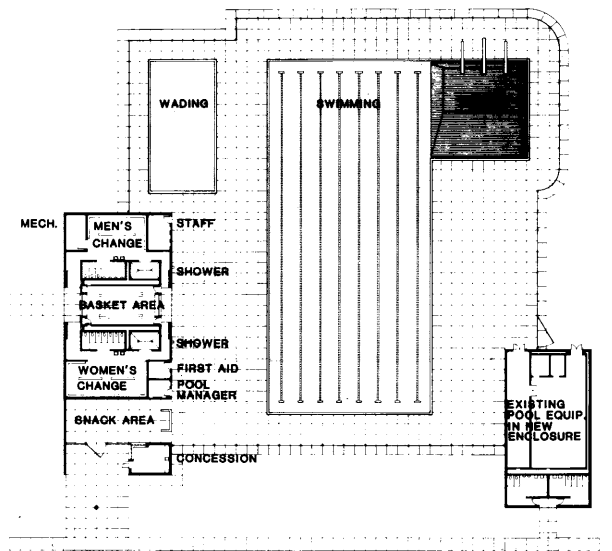 WADING
SWIMMING
MECH.
MEN'S
CHANGE
STAFF
SHOWER
BASKET AREA
SHOWER
WOMEN'S
CHANGE
FIRST AID
POOL
MANAGER
SNACK AREA
CONCESSION
EXISTING
POOL EQUIP.
IN NEW
ENCLOSURE